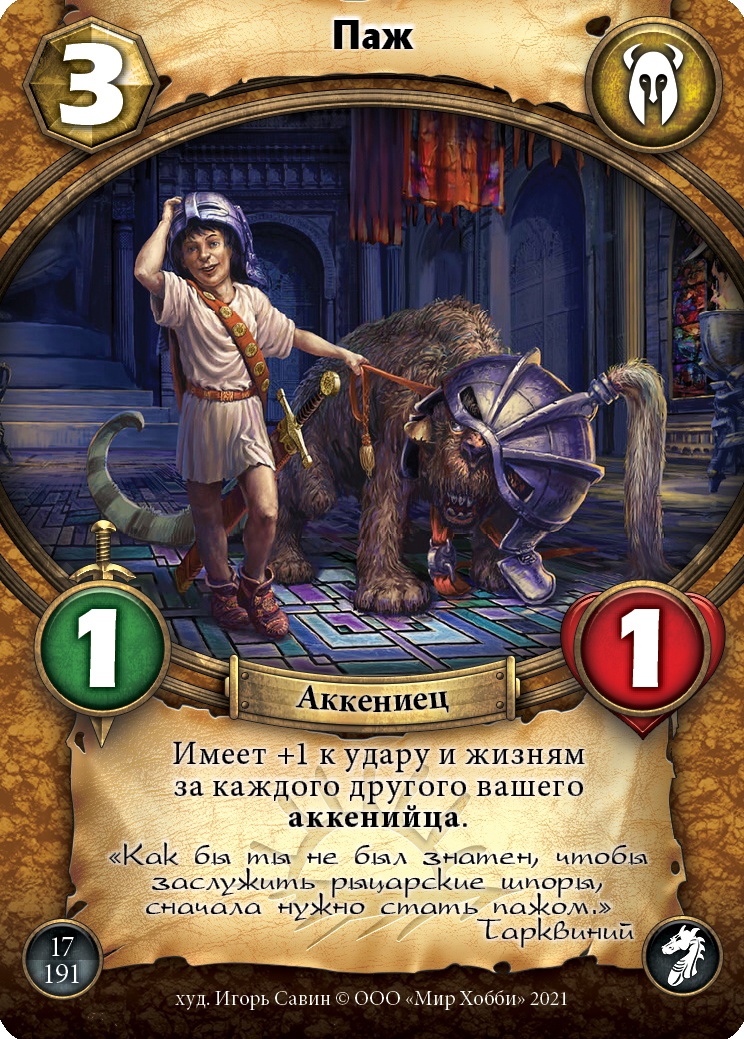 Паж
3
1
1
Аккениец
Имеет +1 к удару и жизням
за каждого другого вашего
аккенийца.
«Как бы ты не был знатен, чтобы
заслужить рыцарские шпоры,
сначала нужно стать пажом.»
Тарквиний
17
191
худ. Игорь Савин © ООО «Мир Хобби» 2021